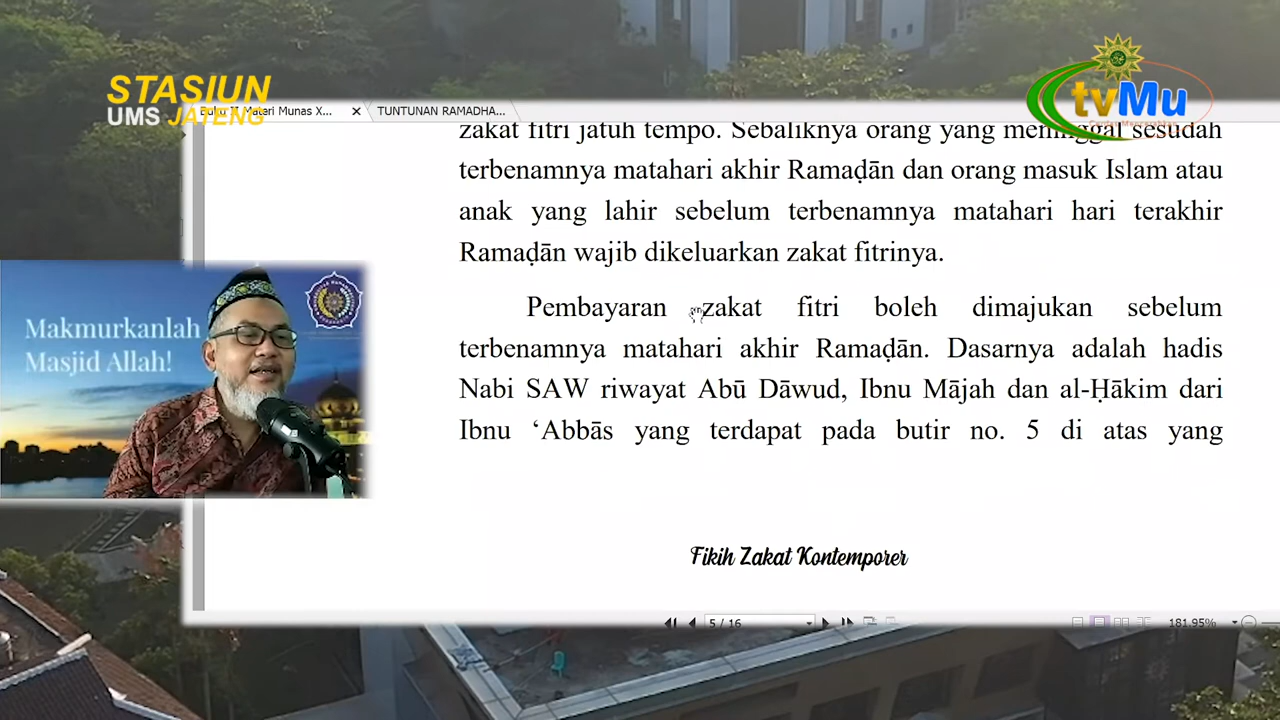 STASIUN
UMS JATENG
tvMu
Materi Munas X...
TUNTUNAN RAMADHA...
zakat fitri jatuh tempo. Sebaliknya orang yang meninggal sesudah
terbenamnya matahari akhir Ramaḍān dan orang masuk Islam atau
anak yang lahir sebelum terbenamnya matahari hari terakhir
Ramaḍān wajib dikeluarkan zakat fitrinya.
Pembayaran zakat fitri boleh dimajukan sebelum
terbenamnya matahari akhir Ramaḍān. Dasarnya adalah hadis
Nabi SAW riwayat Abū Dāwud, Ibnu Mājah dan al-Ḥākim dari
Ibnu ‘Abbās yang terdapat pada butir no. 5 di atas yang
Makmurkanlah
Masjid Allah!
Fikih Zakat Kontemporer
5 / 16
181.95%